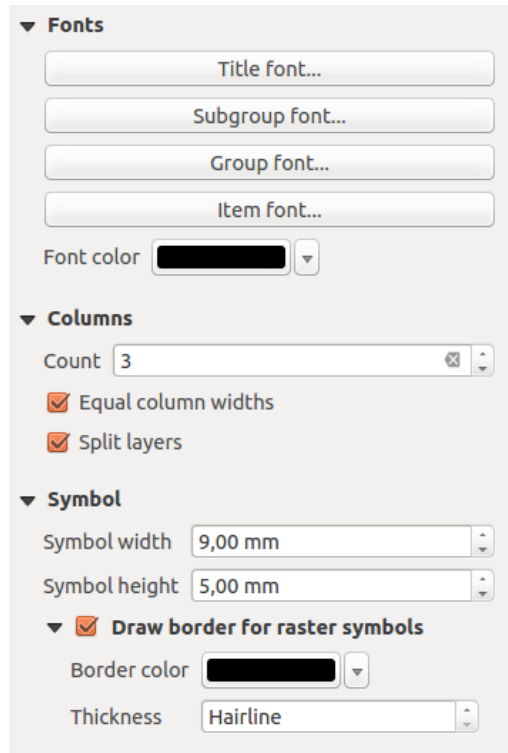 Fonts
Title font...
Subgroup font...
Group font...
Item font...
Font color
Columns
Count 3
Equal column widths
Split layers
Symbol
Symbol width 9,00 mm
Symbol height 5,00 mm
Draw border for raster symbols
Border color
Thickness Hairline